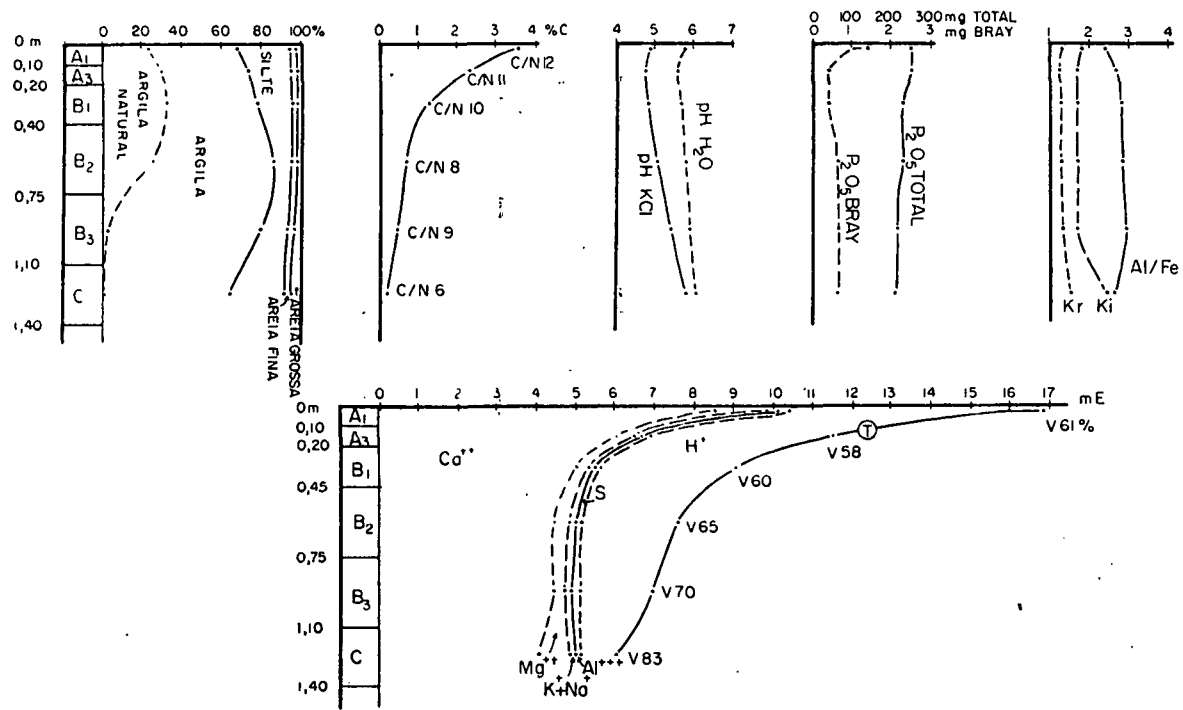 0 20 40 60 80 100%
0 m
0,10
0,20
0,40
0,75
1,10
1,40
A1
A3
B1
B2
B3
C
ARGILA NATURAL
ARGILA
SILTE
AREIA FINA
AREIA GROSSA
0 1 2 3 4 %C
C/N 12
C/N 11
C/N 10
C/N 8
C/N 9
C/N 6
4 5 6 7
pH KCl
pH H2O
0 100 200 300 mg TOTAL
0 1 2 3 mg BRAY
P2O5 BRAY
P2O5 TOTAL
1 2 3 4
Kr
Ki
Al/Fe
0 1 2 3 4 5 6 7 8 9 10 11 12 13 14 15 16 17 mE
0 m
0,10
0,20
0,45
0,75
1,10
1,40
A1
A3
B1
B2
B3
C
Ca++
H+
S
T
V 61%
V 58
V 60
V 65
V 70
V 83
Mg++
K++Na+
Al+++